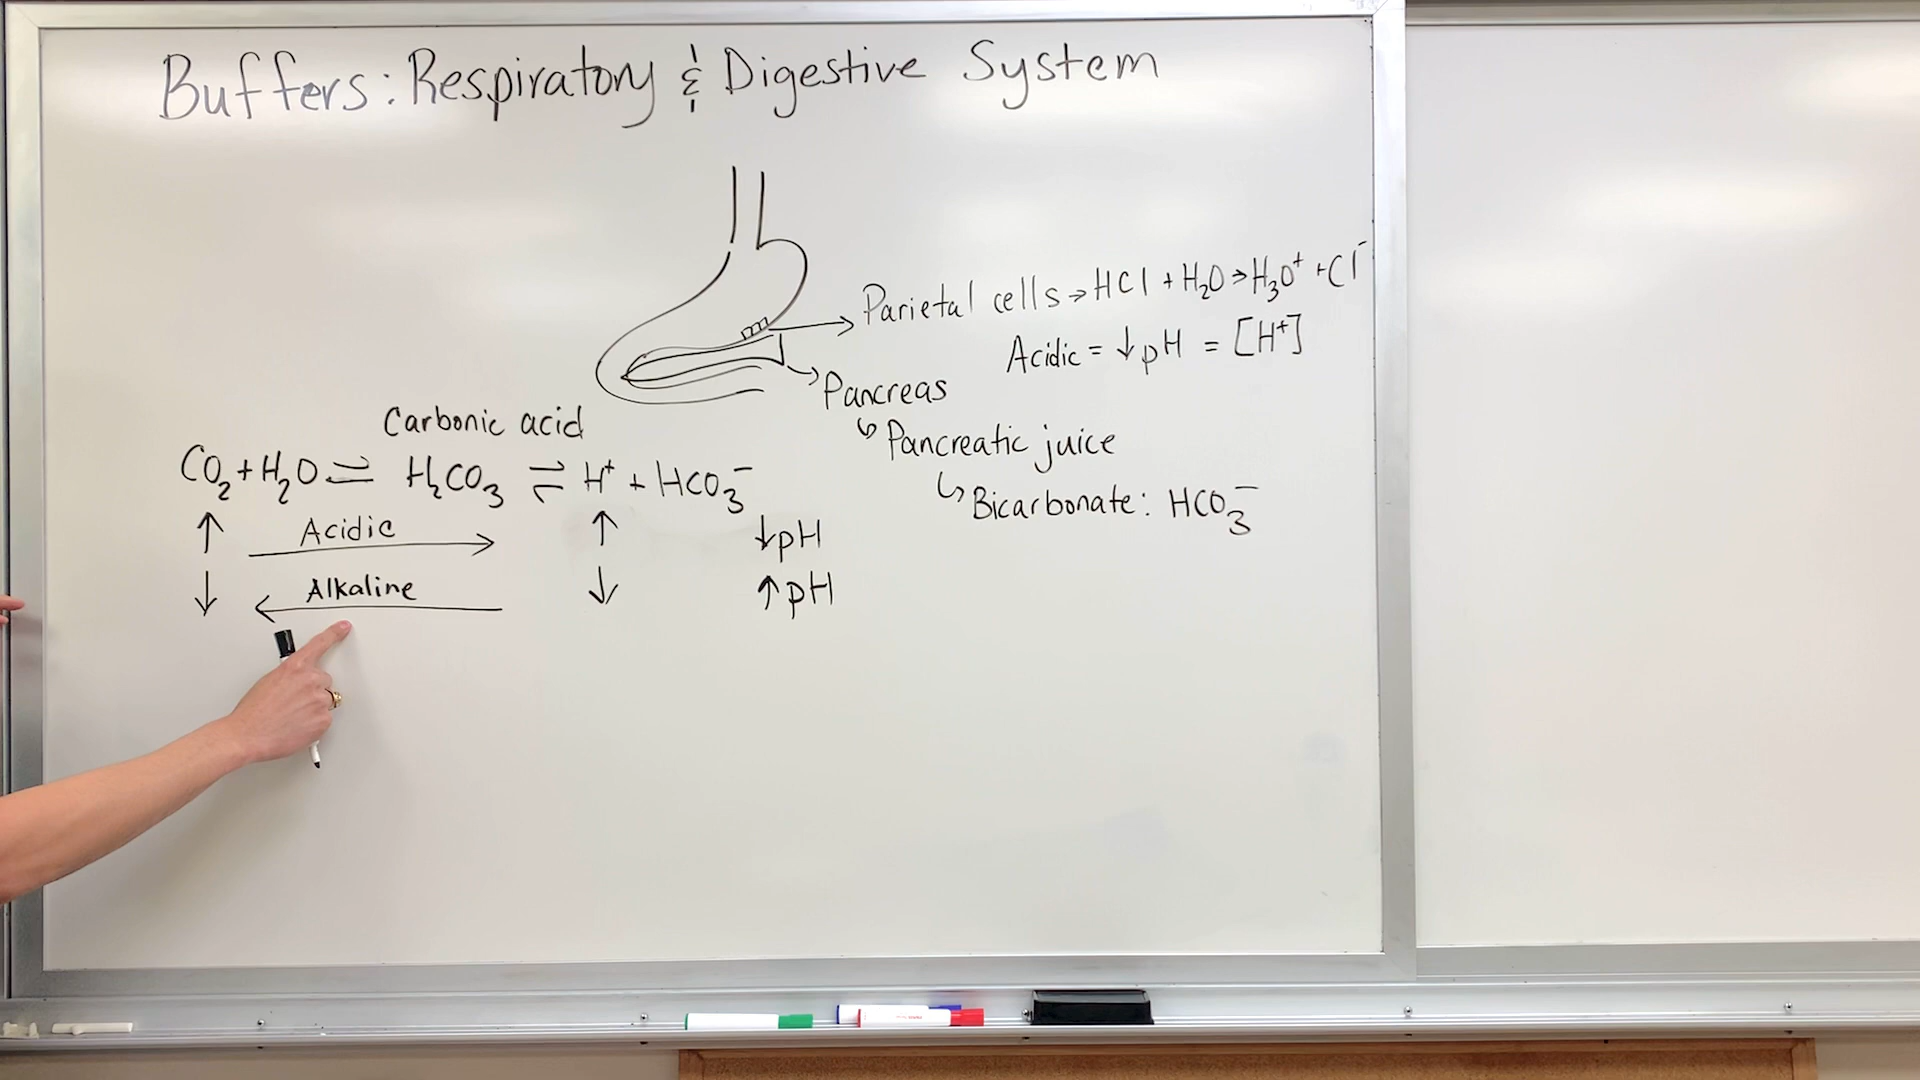 Buffers: Respiratory & Digestive System
Parietal cells → HCl + H₂O → H₃O⁺ + Cl⁻
Acidic = ↓ pH = [H⁺]
Pancreas
↳ Pancreatic juice
↳ Bicarbonate: HCO₃⁻
Carbonic acid
CO₂ + H₂O ⇌ H₂CO₃ ⇌ H⁺ + HCO₃⁻
↑ Acidic → ↑ ↓pH
↓ Alkaline ← ↓ ↑pH